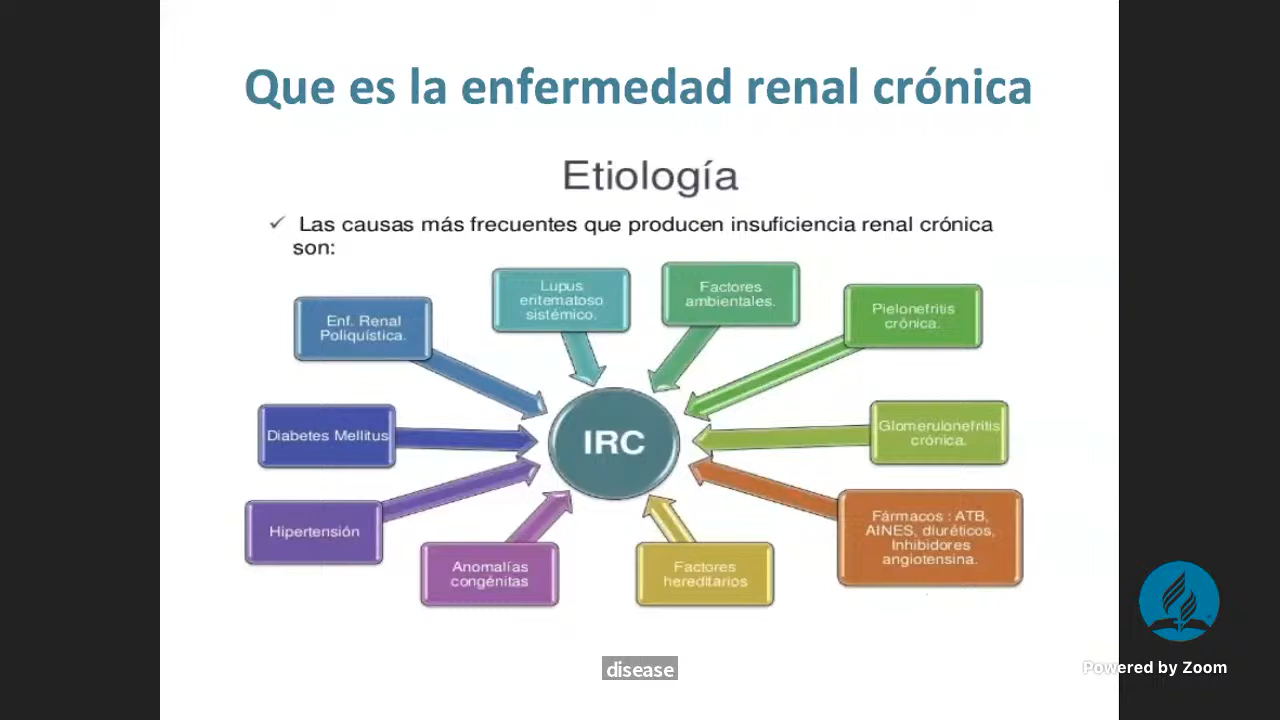 Que es la enfermedad renal crónica
Etiología
✓ Las causas más frecuentes que producen insuficiencia renal crónica
son:
Lupus
eritematoso
sistémico.
Factores
ambientales.
Enf. Renal
Poliquística.
Pielonefritis
crónica.
Diabetes Mellitus
IRC
Glomerulonefritis
crónica.
Hipertensión
Fármacos : ATB,
AINES, diuréticos,
Inhibidores
angiotensina.
Anomalías
congénitas
Factores
hereditarios
disease
Powered by Zoom